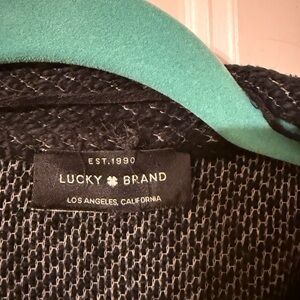 EST. 1990
LUCKY BRAND
LOS ANGELES, CALIFORNIA